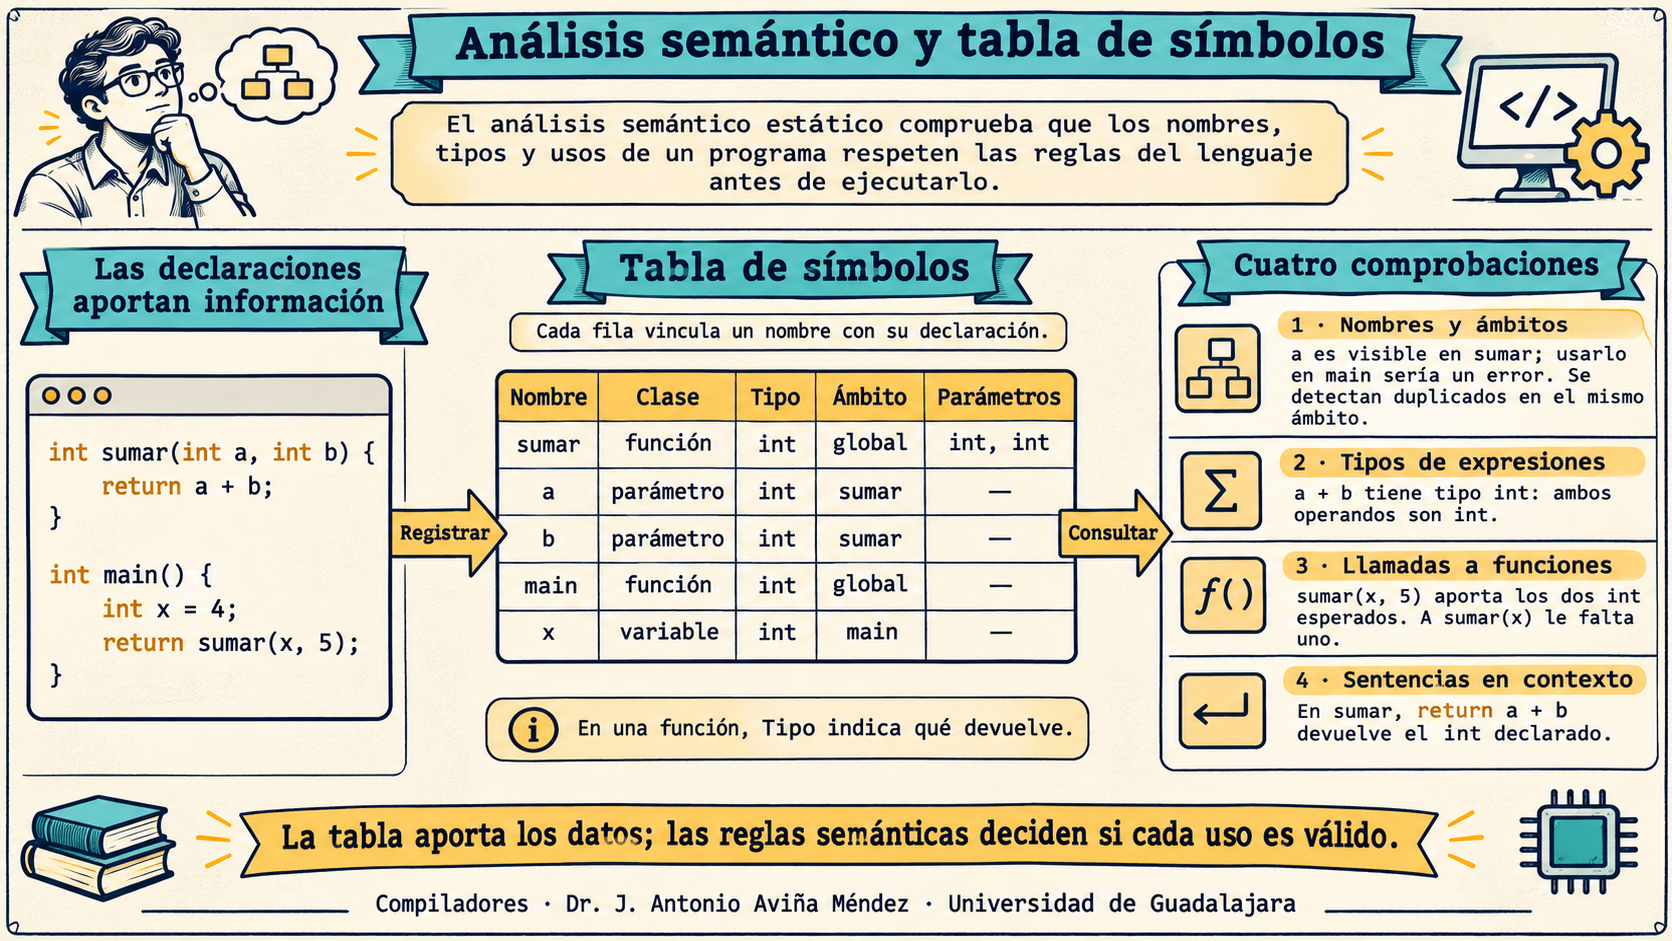 Análisis semántico y tabla de símbolos
El análisis semántico estático comprueba que los nombres,
tipos y usos de un programa respeten las reglas del lenguaje
antes de ejecutarlo.
</>
Las declaraciones
aportan información
int sumar(int a, int b) {
return a + b;
}
int main() {
int x = 4;
return sumar(x, 5);
}
Registrar
Tabla de símbolos
Cada fila vincula un nombre con su declaración.
Nombre Clase Tipo Ámbito Parámetros
sumar función int global int, int
a parámetro int sumar —
b parámetro int sumar —
main función int global —
x variable int main —
i En una función, Tipo indica qué devuelve.
Consultar
Cuatro comprobaciones
1 · Nombres y ámbitos
a es visible en sumar; usarlo
en main sería un error. Se
detectan duplicados en el mismo
ámbito.
Σ
2 · Tipos de expresiones
a + b tiene tipo int: ambos
operandos son int.
f()
3 · Llamadas a funciones
sumar(x, 5) aporta los dos int
esperados. A sumar(x) le falta
uno.
4 · Sentencias en contexto
En sumar, return a + b
devuelve el int declarado.
La tabla aporta los datos; las reglas semánticas deciden si cada uso es válido.
Compiladores · Dr. J. Antonio Aviña Méndez · Universidad de Guadalajara